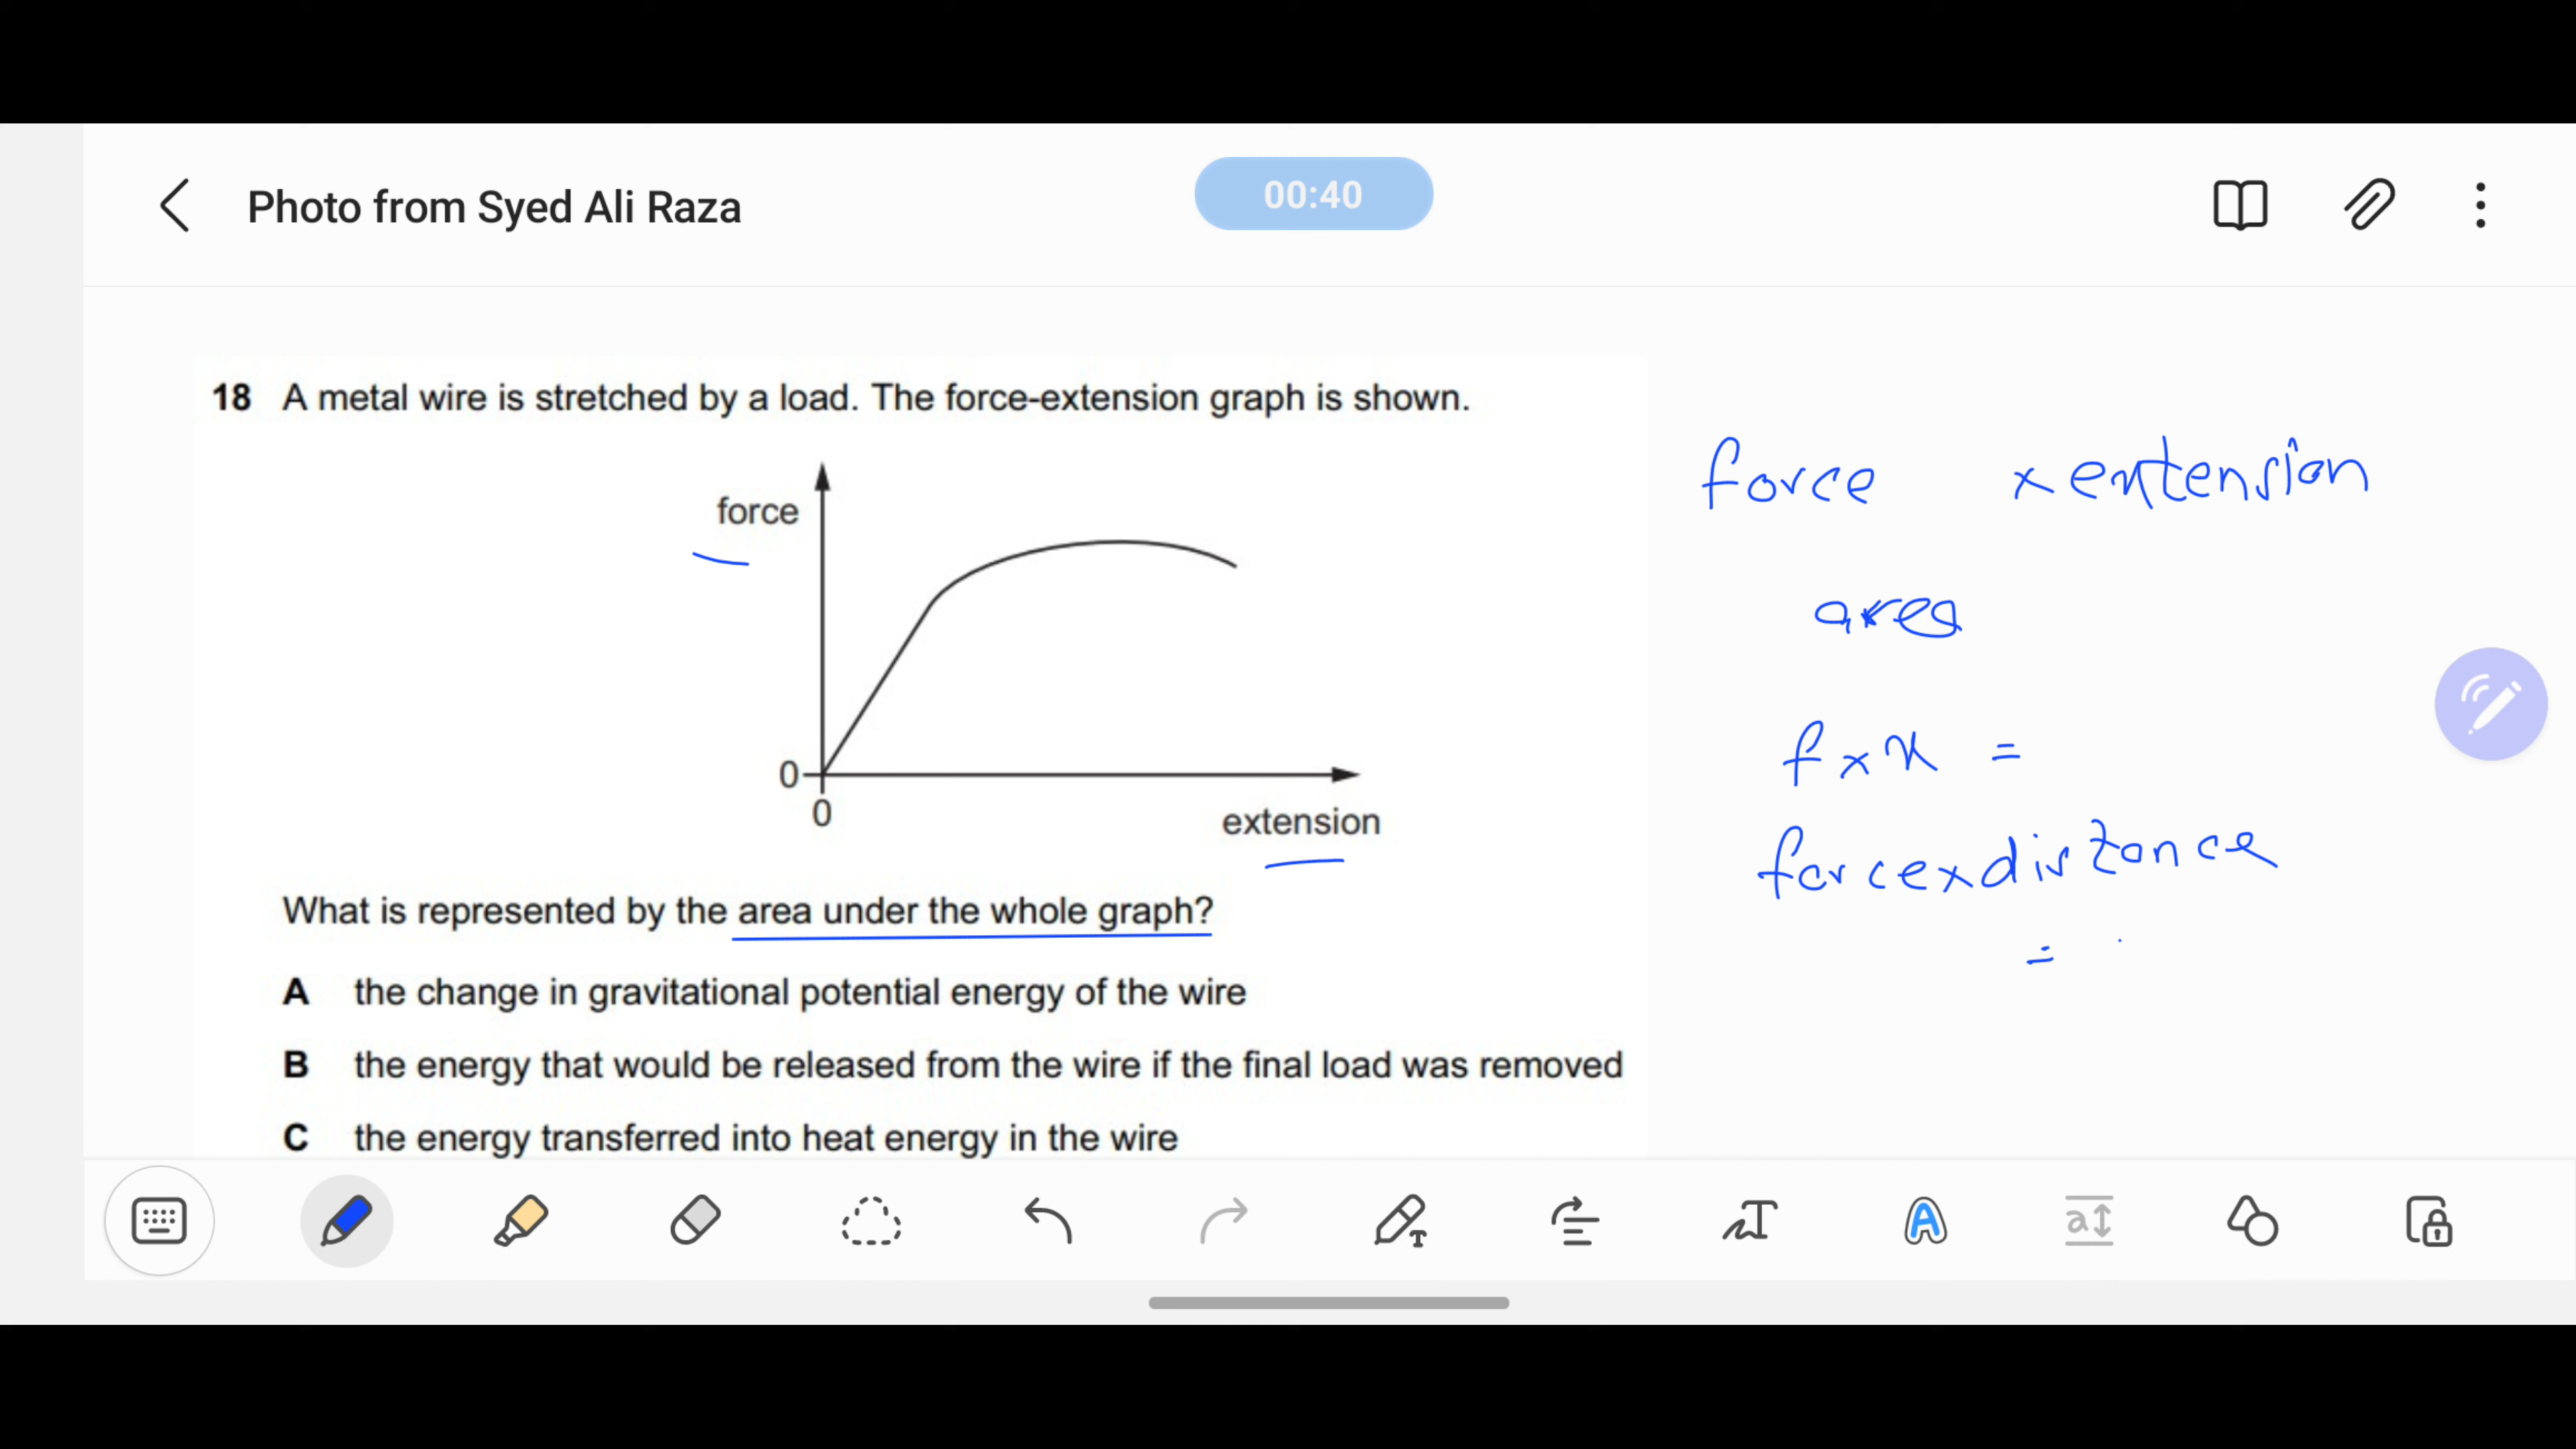 Photo from Syed Ali Raza
00:40
18 A metal wire is stretched by a load. The force-extension graph is shown.
force
0
0
extension
What is represented by the area under the whole graph?
A the change in gravitational potential energy of the wire
B the energy that would be released from the wire if the final load was removed
C the energy transferred into heat energy in the wire
force x extension
area
f x x =
force x distance
=
T
T
A
a